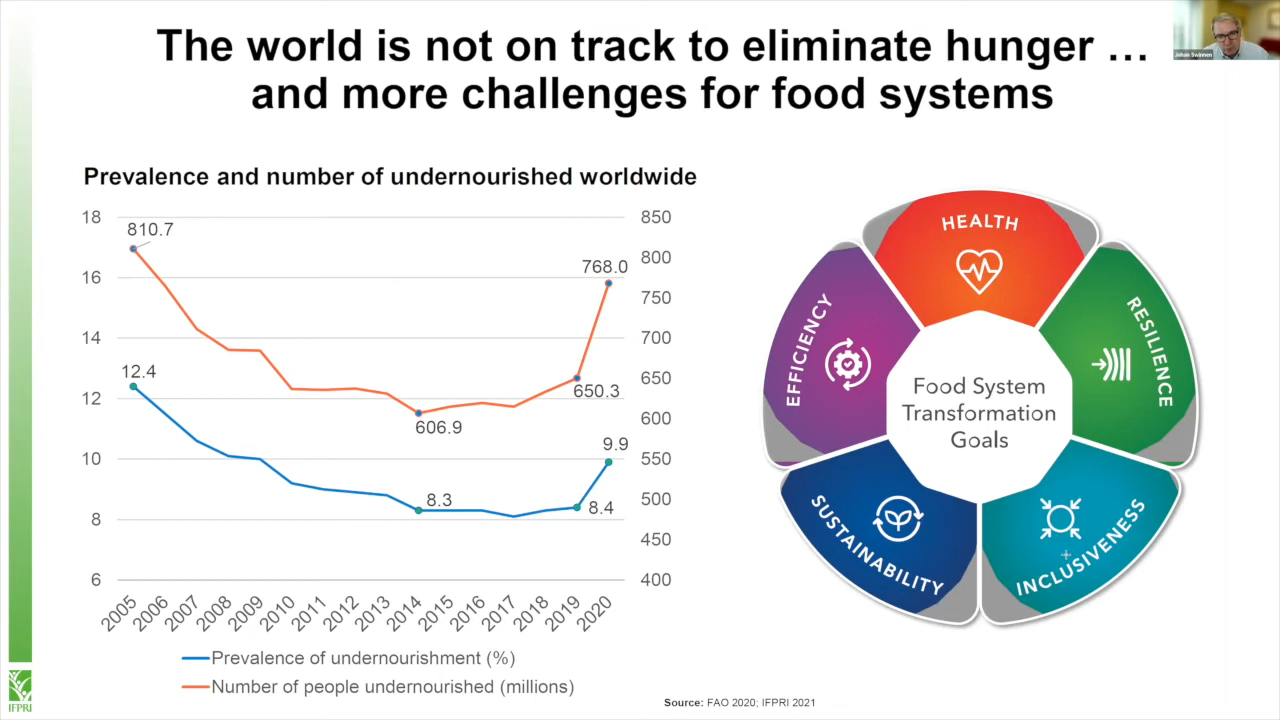 The world is not on track to eliminate hunger …
and more challenges for food systems
Johan Swinnen
Prevalence and number of undernourished worldwide
18
16
14
12
10
8
6
850
800
750
700
650
600
550
500
450
400
810.7
768.0
650.3
606.9
12.4
9.9
8.3
8.4
2005
2006
2007
2008
2009
2010
2011
2012
2013
2014
2015
2016
2017
2018
2019
2020
Prevalence of undernourishment (%)
Number of people undernourished (millions)
HEALTH
RESILIENCE
INCLUSIVENESS
SUSTAINABILITY
EFFICIENCY
Food System
Transformation
Goals
Source: FAO 2020; IFPRI 2021
IFPRI